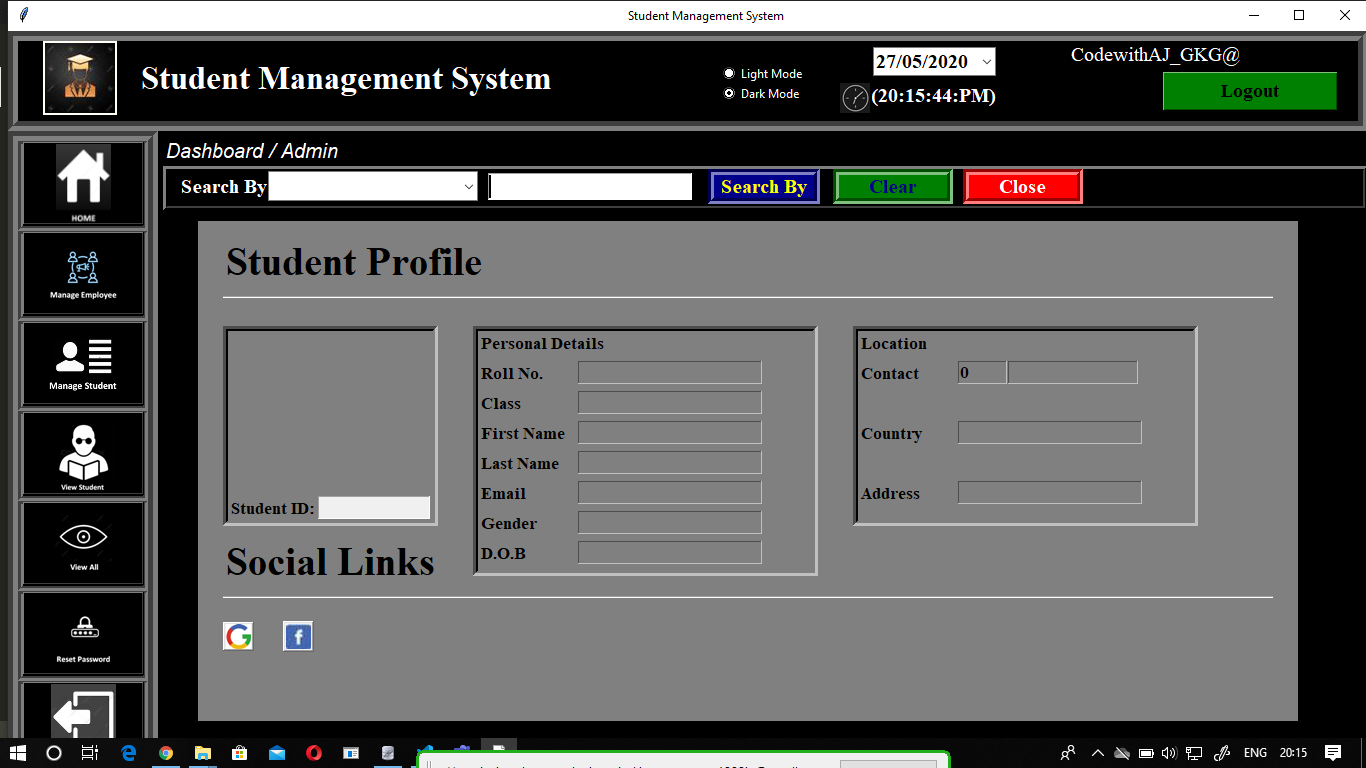 Student Management System
Student Management System
Light Mode
Dark Mode
27/05/2020
(20:15:44:PM)
CodewithAJ_GKG@
Logout
HOME
Manage Employee
Manage Student
View Student
View All
Reset Password
Dashboard / Admin
Search By
Search By
Clear
Close
Student Profile
Student ID:
Personal Details
Roll No.
Class
First Name
Last Name
Email
Gender
D.O.B
Location
Contact 0
Country
Address
Social Links
G
f
ENG
20:15